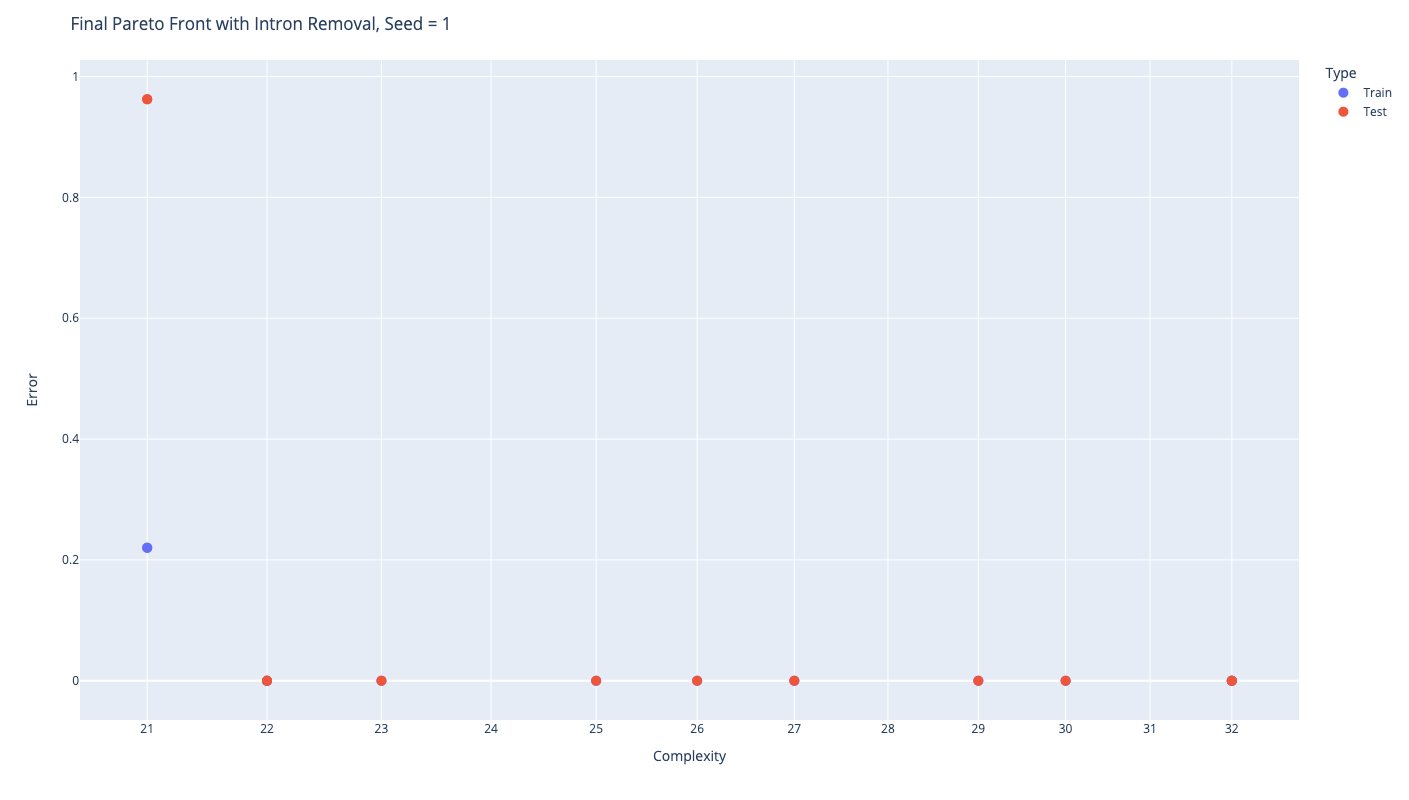 Final Pareto Front with Intron Removal, Seed = 1
Type
Train
Test
1
0.8
0.6
0.4
0.2
0
Error
21 22 23 24 25 26 27 28 29 30 31 32
Complexity